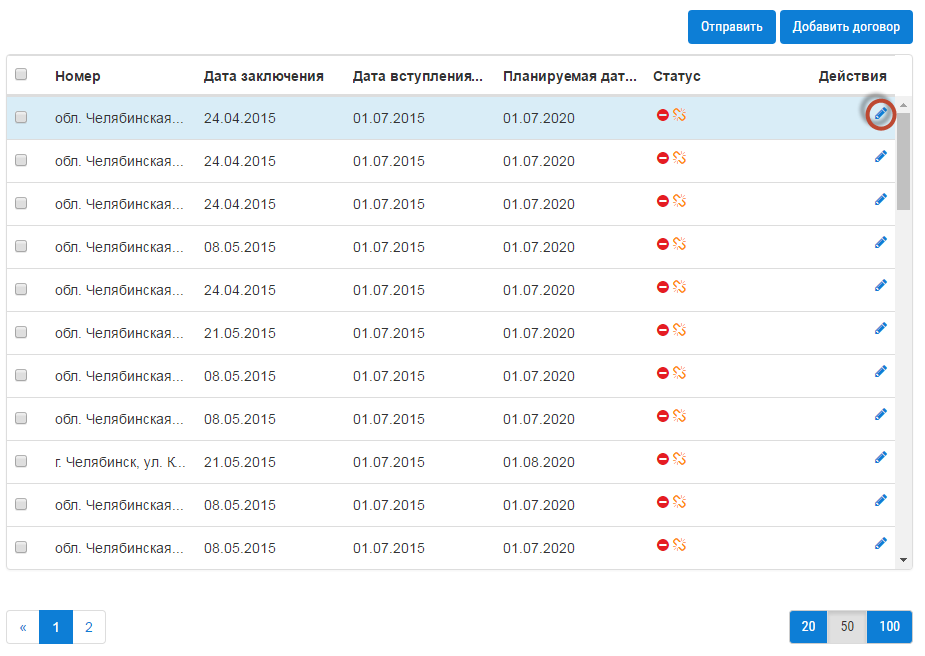 Отправить Добавить договор
Номер Дата заключения Дата вступления... Планируемая дат... Статус Действия
обл. Челябинская... 24.04.2015 01.07.2015 01.07.2020
обл. Челябинская... 24.04.2015 01.07.2015 01.07.2020
обл. Челябинская... 24.04.2015 01.07.2015 01.07.2020
обл. Челябинская... 08.05.2015 01.07.2015 01.07.2020
обл. Челябинская... 24.04.2015 01.07.2015 01.07.2020
обл. Челябинская... 21.05.2015 01.07.2015 01.07.2020
обл. Челябинская... 08.05.2015 01.07.2015 01.07.2020
обл. Челябинская... 08.05.2015 01.07.2015 01.07.2020
г. Челябинск, ул. К... 21.05.2015 01.07.2015 01.08.2020
обл. Челябинская... 08.05.2015 01.07.2015 01.07.2020
обл. Челябинская... 08.05.2015 01.07.2015 01.07.2020
« 1 2 20 50 100